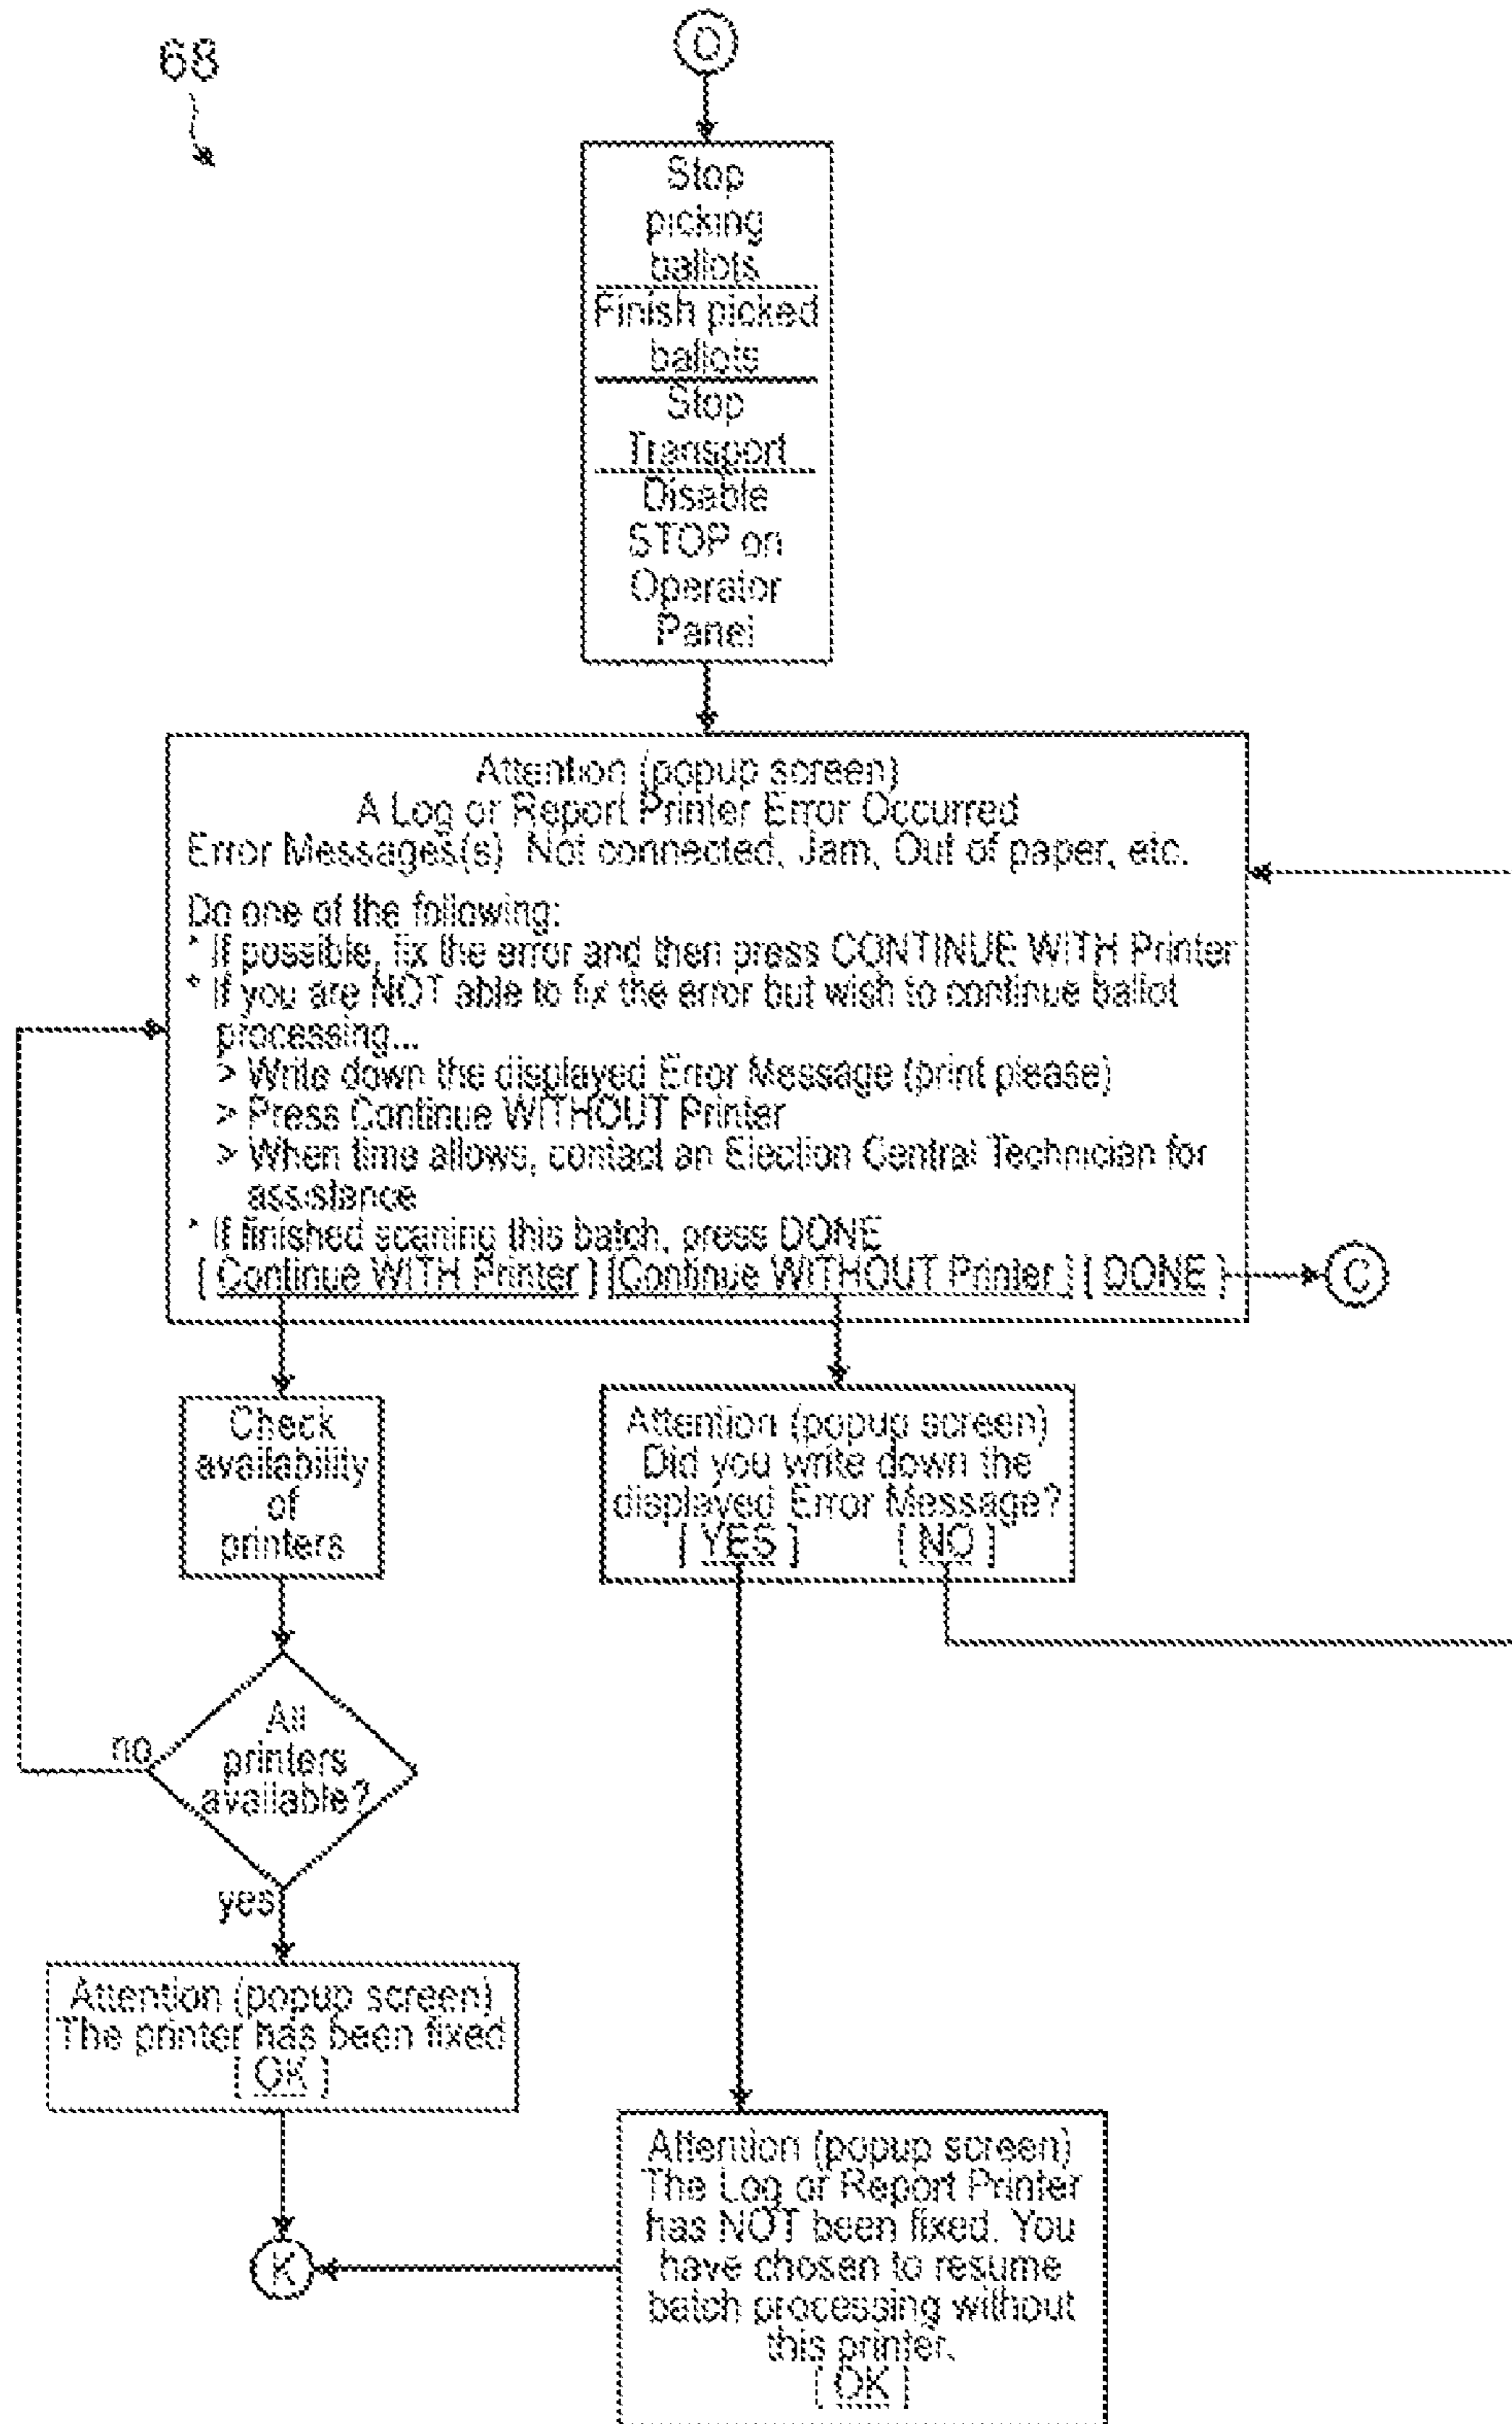 68
O
Stop
picking
ballots
Finish picked
ballots
Stop
Transport
Disable
STOP on
Operator
Panel
Attention (popup screen)
A Log or Report Printer Error Occurred
Error Messages(s) Not connected, Jam, Out of paper, etc.
Do one of the following:
* If possible, fix the error and then press CONTINUE WITH Printer
* If you are NOT able to fix the error but wish to continue ballot
processing...
> Write down the displayed Error Message (print please)
> Press Continue WITHOUT Printer
> When time allows, contact an Election Central Technician for
assistance
* If finished scaning this batch, press DONE
[ Continue WITH Printer ] [Continue WITHOUT Printer ] [ DONE ]
C
Check
availability
of
printers
Attention (popup screen)
Did you write down the
displayed Error Message?
[ YES ] [ NO ]
All
printers
available?
no
yes
Attention (popup screen)
The printer has been fixed
[ OK ]
K
Attention (popup screen)
The Log or Report Printer
has NOT been fixed. You
have chosen to resume
batch processing without
this printer.
[ OK ]